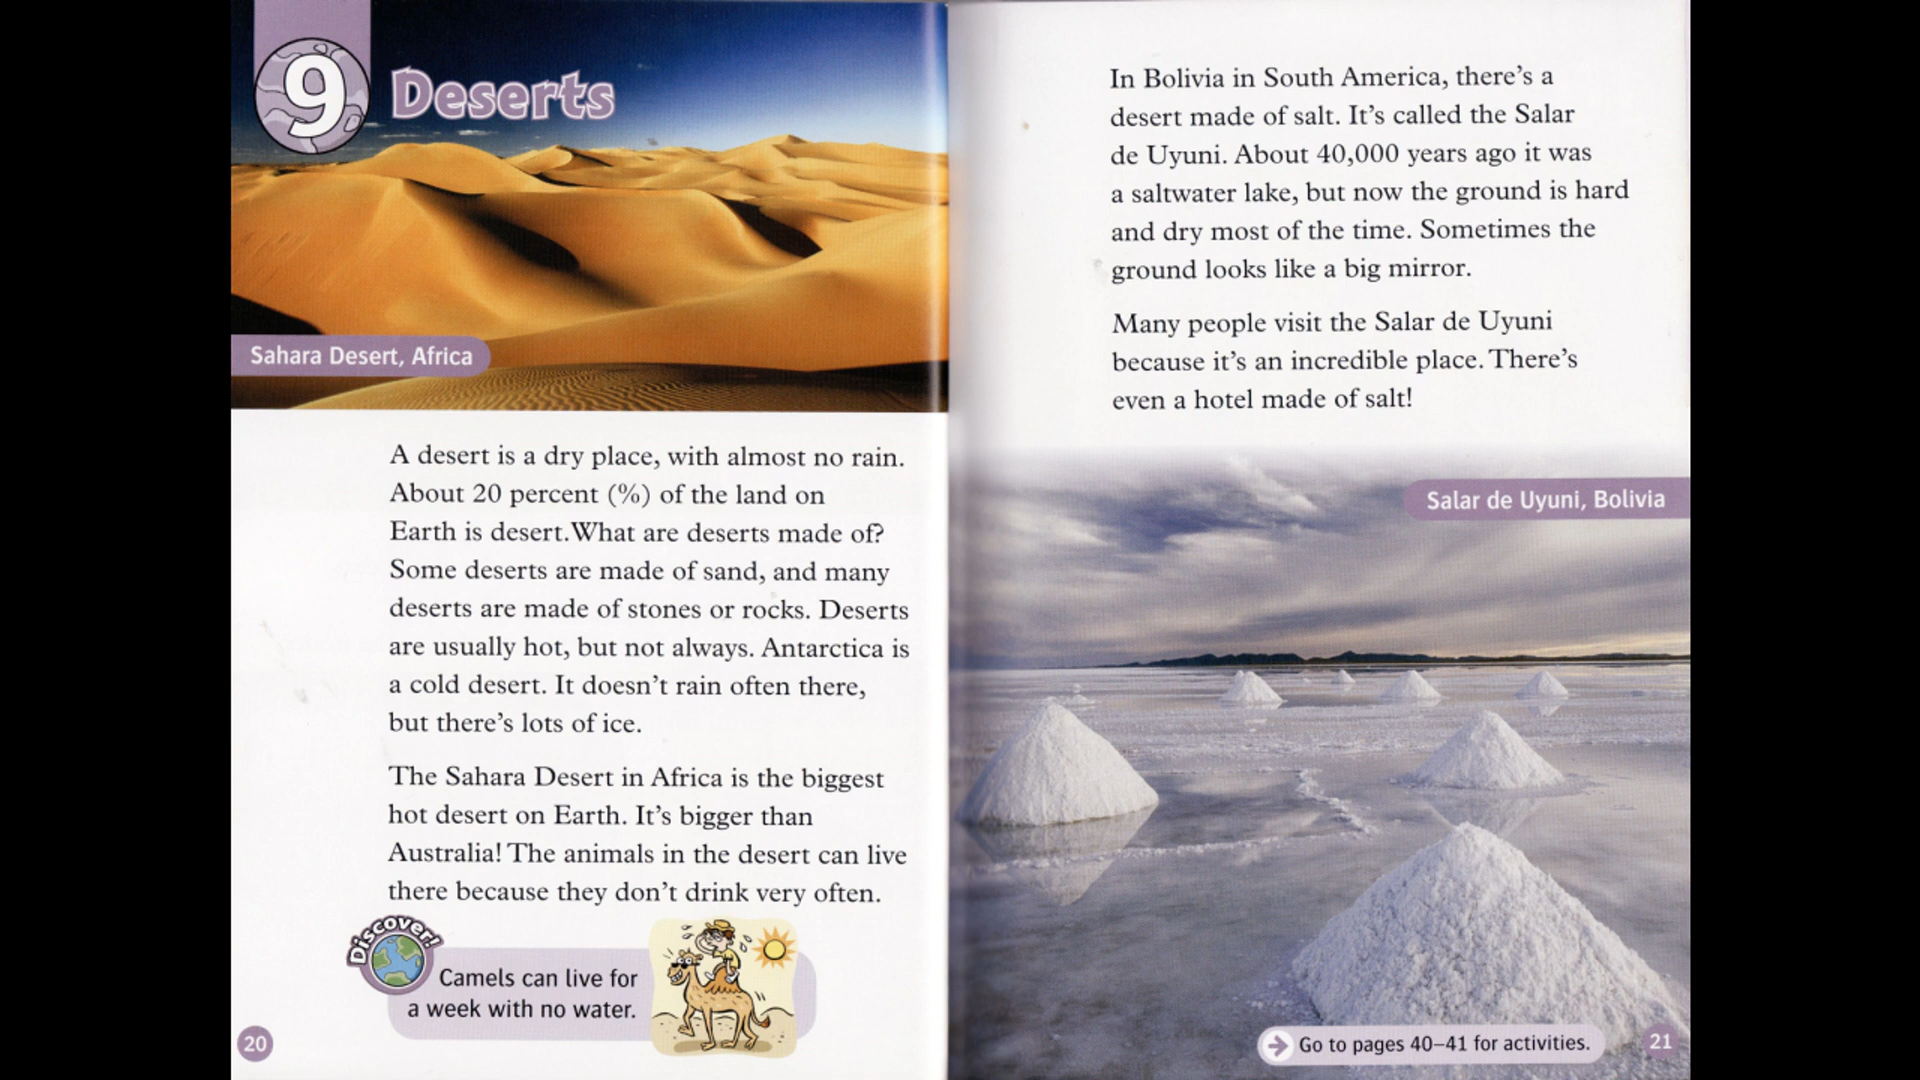 9
Deserts
Sahara Desert, Africa
A desert is a dry place, with almost no rain.
About 20 percent (%) of the land on
Earth is desert. What are deserts made of?
Some deserts are made of sand, and many
deserts are made of stones or rocks. Deserts
are usually hot, but not always. Antarctica is
a cold desert. It doesn't rain often there,
but there's lots of ice.
The Sahara Desert in Africa is the biggest
hot desert on Earth. It's bigger than
Australia! The animals in the desert can live
there because they don't drink very often.
Discover!
Camels can live for
a week with no water.
20
In Bolivia in South America, there's a
desert made of salt. It's called the Salar
de Uyuni. About 40,000 years ago it was
a saltwater lake, but now the ground is hard
and dry most of the time. Sometimes the
ground looks like a big mirror.
Many people visit the Salar de Uyuni
because it's an incredible place. There's
even a hotel made of salt!
Salar de Uyuni, Bolivia
Go to pages 40–41 for activities.
21